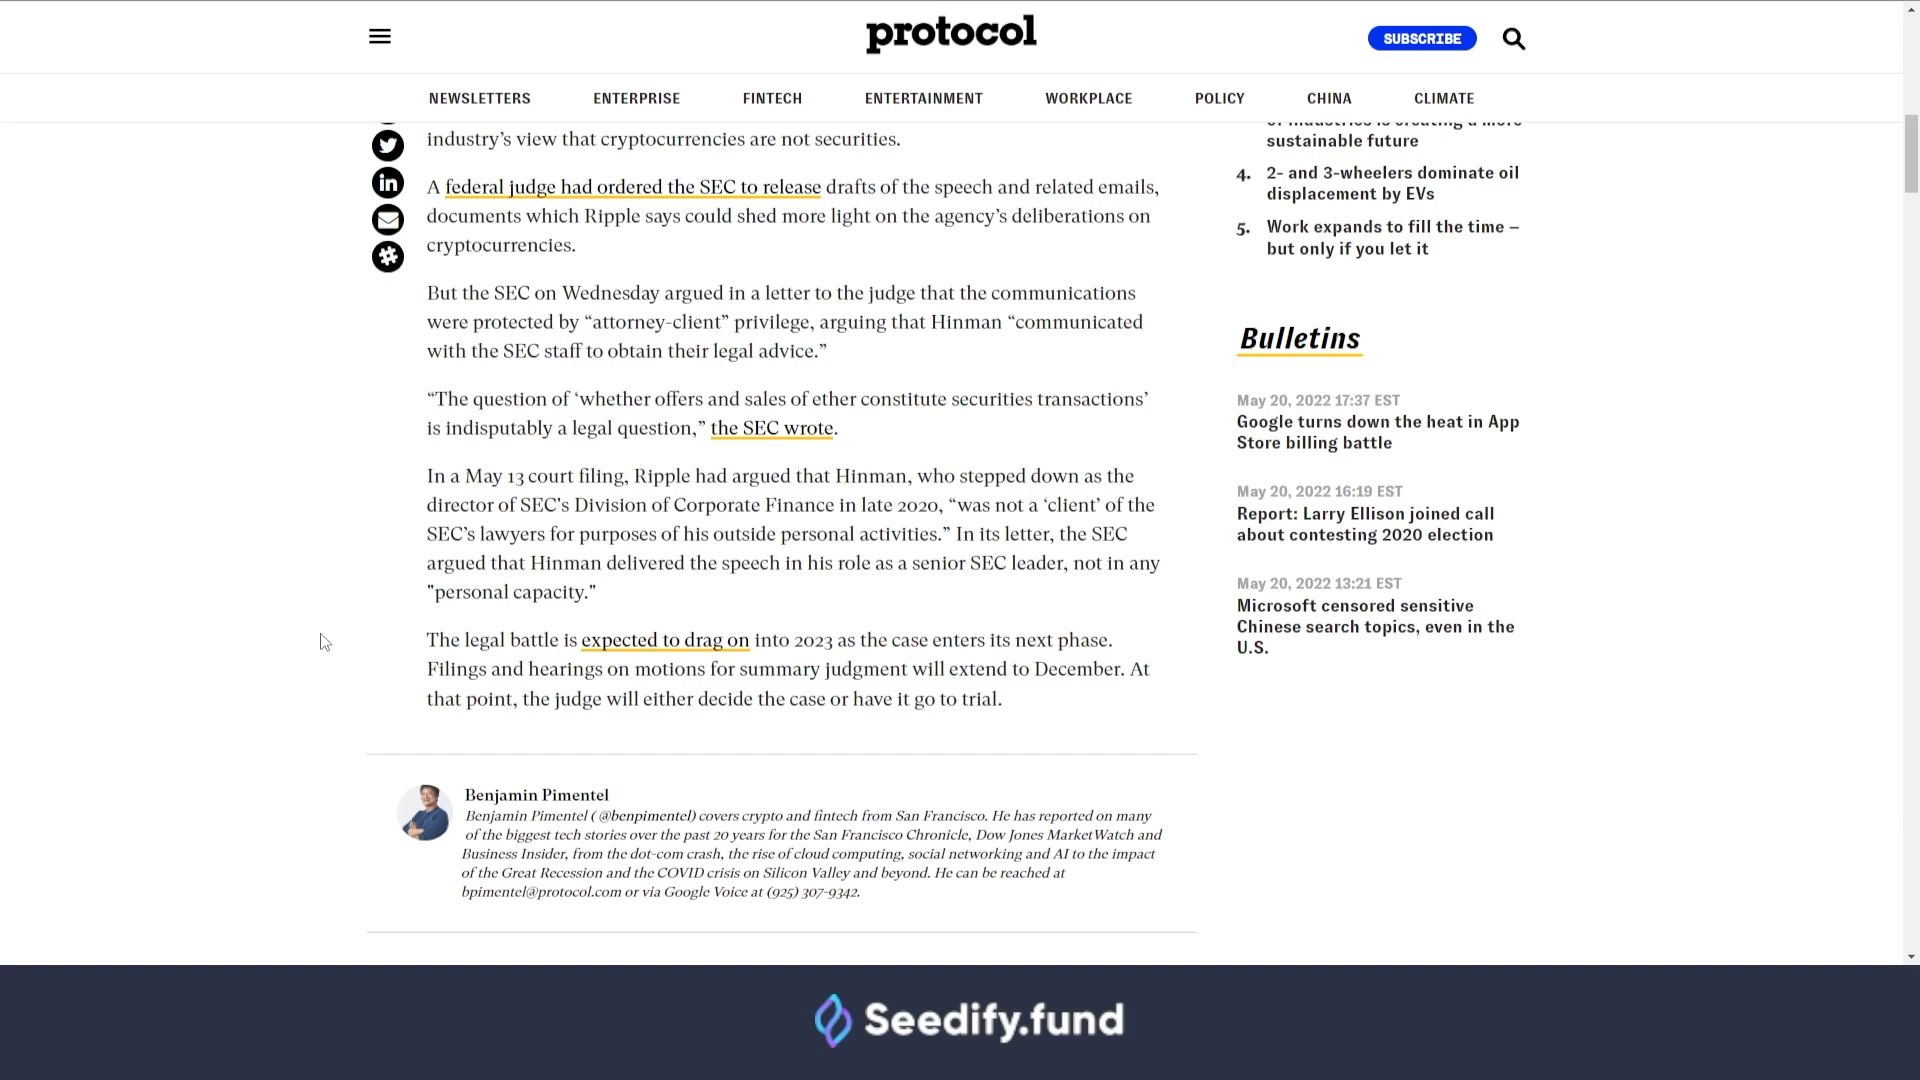 protocol
SUBSCRIBE
NEWSLETTERS
ENTERPRISE
FINTECH
ENTERTAINMENT
WORKPLACE
POLICY
CHINA
CLIMATE
industry’s view that cryptocurrencies are not securities.
A federal judge had ordered the SEC to release drafts of the speech and related emails,
documents which Ripple says could shed more light on the agency’s deliberations on
cryptocurrencies.
But the SEC on Wednesday argued in a letter to the judge that the communications
were protected by “attorney-client” privilege, arguing that Hinman “communicated
with the SEC staff to obtain their legal advice.”
“The question of ‘whether offers and sales of ether constitute securities transactions’
is indisputably a legal question,” the SEC wrote.
In a May 13 court filing, Ripple had argued that Hinman, who stepped down as the
director of SEC's Division of Corporate Finance in late 2020, “was not a ‘client’ of the
SEC’s lawyers for purposes of his outside personal activities.” In its letter, the SEC
argued that Hinman delivered the speech in his role as a senior SEC leader, not in any
"personal capacity."
The legal battle is expected to drag on into 2023 as the case enters its next phase.
Filings and hearings on motions for summary judgment will extend to December. At
that point, the judge will either decide the case or have it go to trial.
Benjamin Pimentel
Benjamin Pimentel ( @benpimentel) covers crypto and fintech from San Francisco. He has reported on many
of the biggest tech stories over the past 20 years for the San Francisco Chronicle, Dow Jones MarketWatch and
Business Insider, from the dot-com crash, the rise of cloud computing, social networking and AI to the impact
of the Great Recession and the COVID crisis on Silicon Valley and beyond. He can be reached at
bpimentel@protocol.com or via Google Voice at (925) 307-9342.
of industries is creating a more
sustainable future
4. 2- and 3-wheelers dominate oil
displacement by EVs
5. Work expands to fill the time –
but only if you let it
Bulletins
May 20, 2022 17:37 EST
Google turns down the heat in App
Store billing battle
May 20, 2022 16:19 EST
Report: Larry Ellison joined call
about contesting 2020 election
May 20, 2022 13:21 EST
Microsoft censored sensitive
Chinese search topics, even in the
U.S.
Seedify.fund